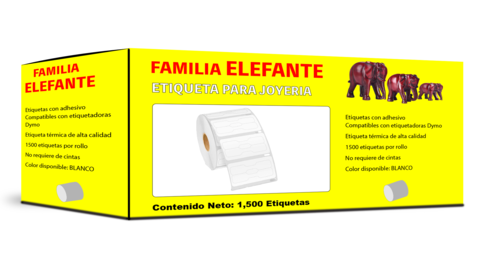 FAMILIA
ELEFANTE
Etiquetas con adhesivo
Compatibles con etiquetadoras
Dymo
Etiqueta térmica de alta calidad
1500 etiquetas por rollo
No requiere de cintas
Color disponible: BLANCO
FAMILIA ELEFANTE
ETIQUETA PARA JOYERIA
Contenido Neto: 1,500 Etiquetas
Etiquetas con adhesivo
Compatibles con etiquetadoras Dymo
Etiqueta térmica de alta calidad
1500 etiquetas por rollo
No requiere de cintas
Color disponible: BLANCO